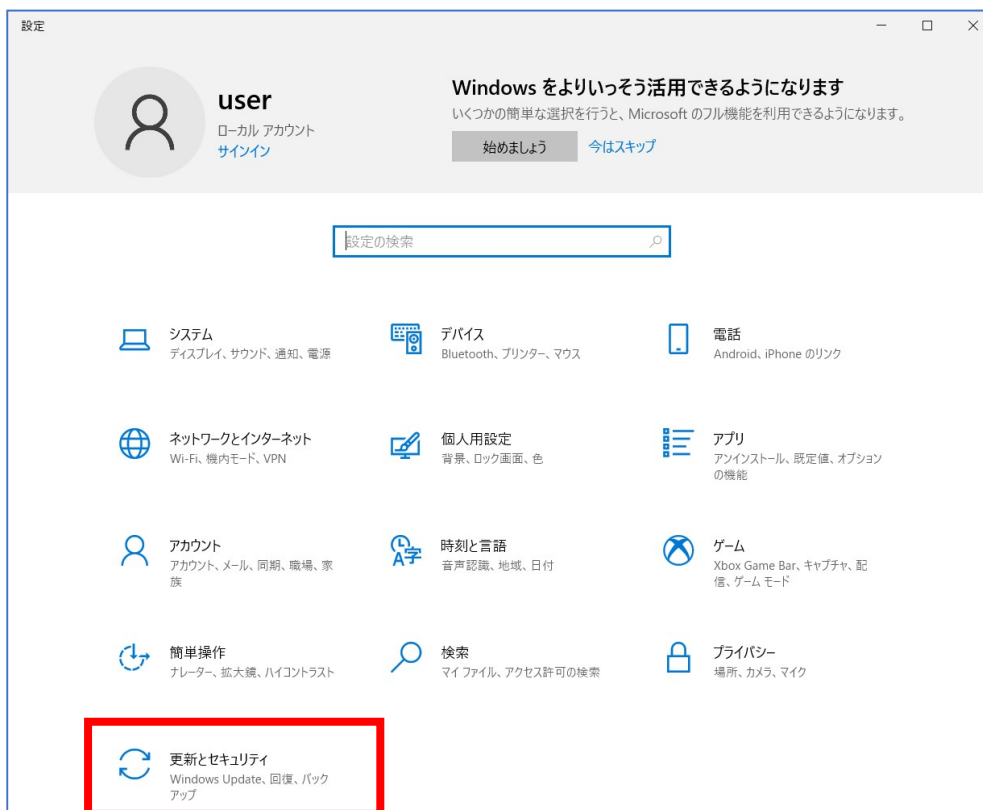 設定
user
ローカル アカウント
サインイン
Windows をよりいっそう活用できるようになります
いくつかの簡単な選択を行うと、Microsoft のフル機能を利用できるようになります。
始めましょう
今はスキップ
設定の検索
システム
ディスプレイ、サウンド、通知、電源
デバイス
Bluetooth、プリンター、マウス
電話
Android、iPhone のリンク
ネットワークとインターネット
Wi-Fi、機内モード、VPN
個人用設定
背景、ロック画面、色
アプリ
アンインストール、既定値、オプション
の機能
アカウント
アカウント、メール、同期、職場、家
族
A字
時刻と言語
音声認識、地域、日付
ゲーム
Xbox Game Bar、キャプチャ、配
信、ゲーム モード
簡単操作
ナレーター、拡大鏡、ハイコントラスト
検索
マイ ファイル、アクセス許可の検索
プライバシー
場所、カメラ、マイク
更新とセキュリティ
Windows Update、回復、バック
アップ